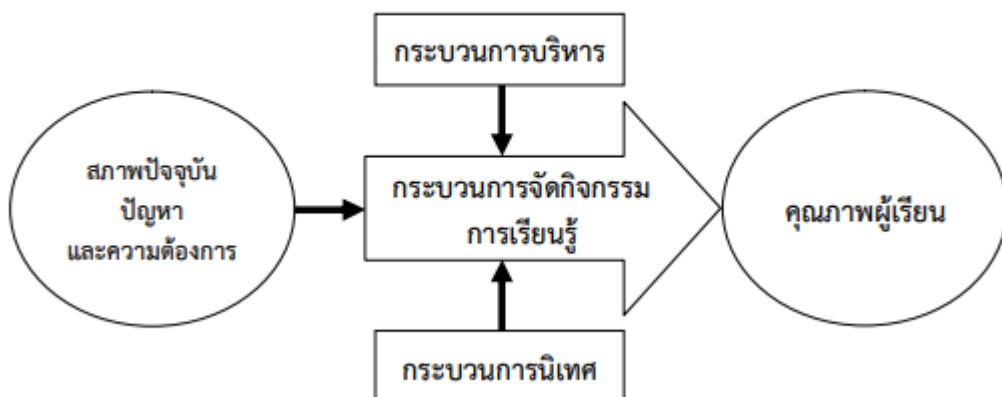 กระบวนการบริหาร
สภาพปัจจุบัน
ปัญหา
และความต้องการ
กระบวนการจัดกิจกรรม
การเรียนรู้
คุณภาพผู้เรียน
กระบวนการนิเทศ